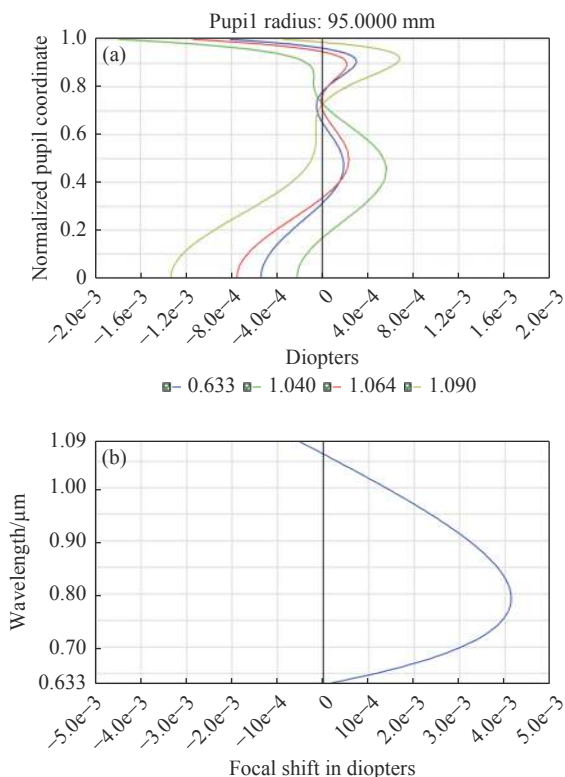 Pupi1 radius: 95.0000 mm
(a)
Normalized pupil coordinate
1.0
0.8
0.6
0.4
0.2
0
−2.0e−3 −1.6e−3 −1.2e−3 −8.0e−4 −4.0e−4 0 4.0e−4 8.0e−4 1.2e−3 1.6e−3 2.0e−3
Diopters
0.633 1.040 1.064 1.090
(b)
Wavelength/μm
1.09
1.00
0.90
0.80
0.70
0.633
−5.0e−3 −4.0e−3 −3.0e−3 −2.0e−3 −10e−4 0 10e−4 2.0e−3 3.0e−3 4.0e−3 5.0e−3
Focal shift in diopters